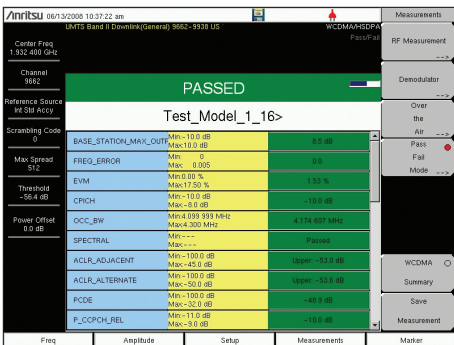 Anritsu 06/13/2008 10:37:22 am
UMTS Band II Downlink(General) 9662-9938 US
WCDMA/HSDPA
Pass/Fail
Center Freq
1.932 400 GHz
Channel
9662
Reference Source
Int Std Accy
Scrambling Code
0
Max Spread
512
Threshold
-56.4 dB
Power Offset
0.0 dB
PASSED
Test_Model_1_16>
BASE_STATION_MAX_OUTP Min:-10.0 dB Max:10.0 dB 8.5 dB
FREQ_ERROR Min: 0 Max: 0.005 0.0
EVM Min:0.00 % Max:17.50 % 1.53 %
CPICH Min:-10.0 dB Max:-8.0 dB -10.0 dB
OCC_BW Min:4.099 999 MHz Max:4.300 MHz 4.174 607 MHz
SPECTRAL Min:--- Max:--- Passed
ACLR_ADJACENT Min:-100.0 dB Max:-45.0 dB Upper: -53.0 dB
ACLR_ALTERNATE Min:-100.0 dB Max:-50.0 dB Upper: -53.6 dB
PCDE Min:-100.0 dB Max:-32.0 dB -40.9 dB
P_CCPCH_REL Min:-11.0 dB Max:-9.0 dB -10.0 dB
Measurements
RF Measurement
-->
Demodulator
-->
Over
the
Air -->
Pass
Fail
Mode -->
WCDMA
Summary
Save
Measurement
Freq Amplitude Setup Measurements Marker